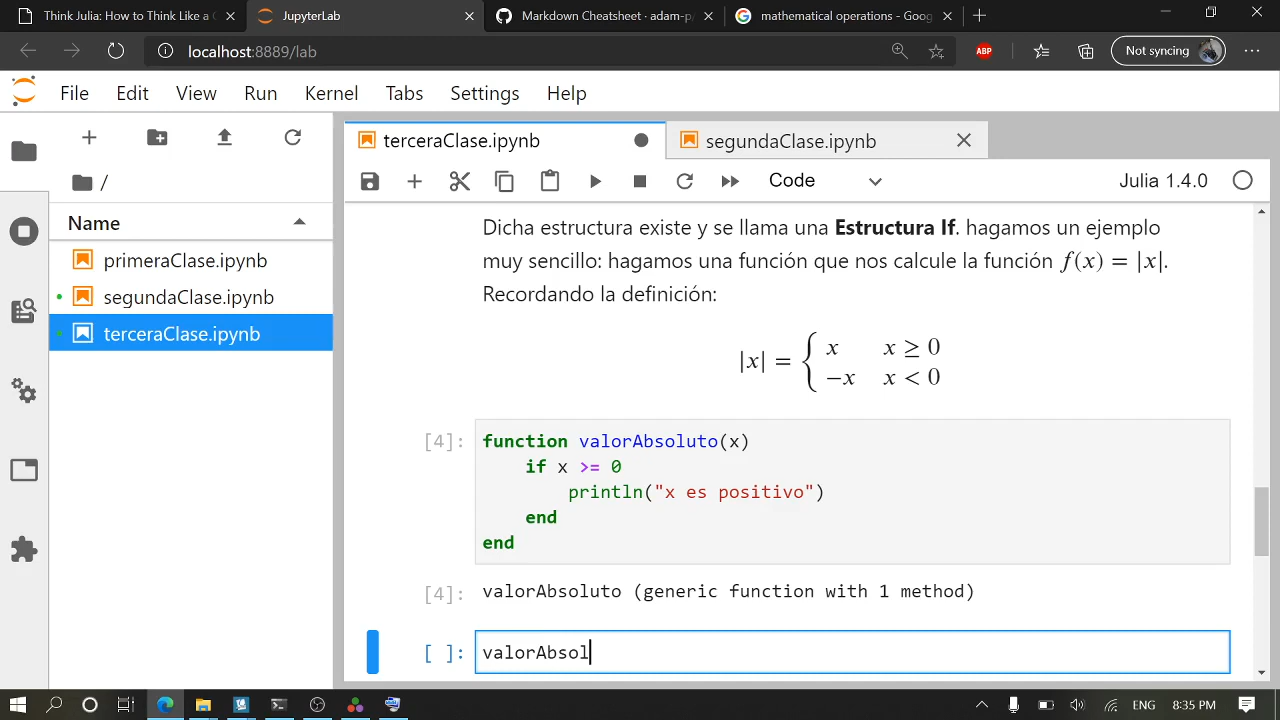 Think Julia: How to Think Like a C
JupyterLab
Markdown Cheatsheet · adam-p
mathematical operations - Goog
localhost:8889/lab
ABP
Not syncing
File Edit View Run Kernel Tabs Settings Help
terceraClase.ipynb
segundaClase.ipynb
/
Code
Julia 1.4.0
Name
primeraClase.ipynb
segundaClase.ipynb
terceraClase.ipynb
Dicha estructura existe y se llama una Estructura If. hagamos un ejemplo
muy sencillo: hagamos una función que nos calcule la función f(x) = |x|.
Recordando la definición:
|x| = { x x ≥ 0
−x x < 0
[4]: function valorAbsoluto(x)
if x >= 0
println("x es positivo")
end
end
[4]: valorAbsoluto (generic function with 1 method)
[ ]: valorAbsol
ENG 8:35 PM